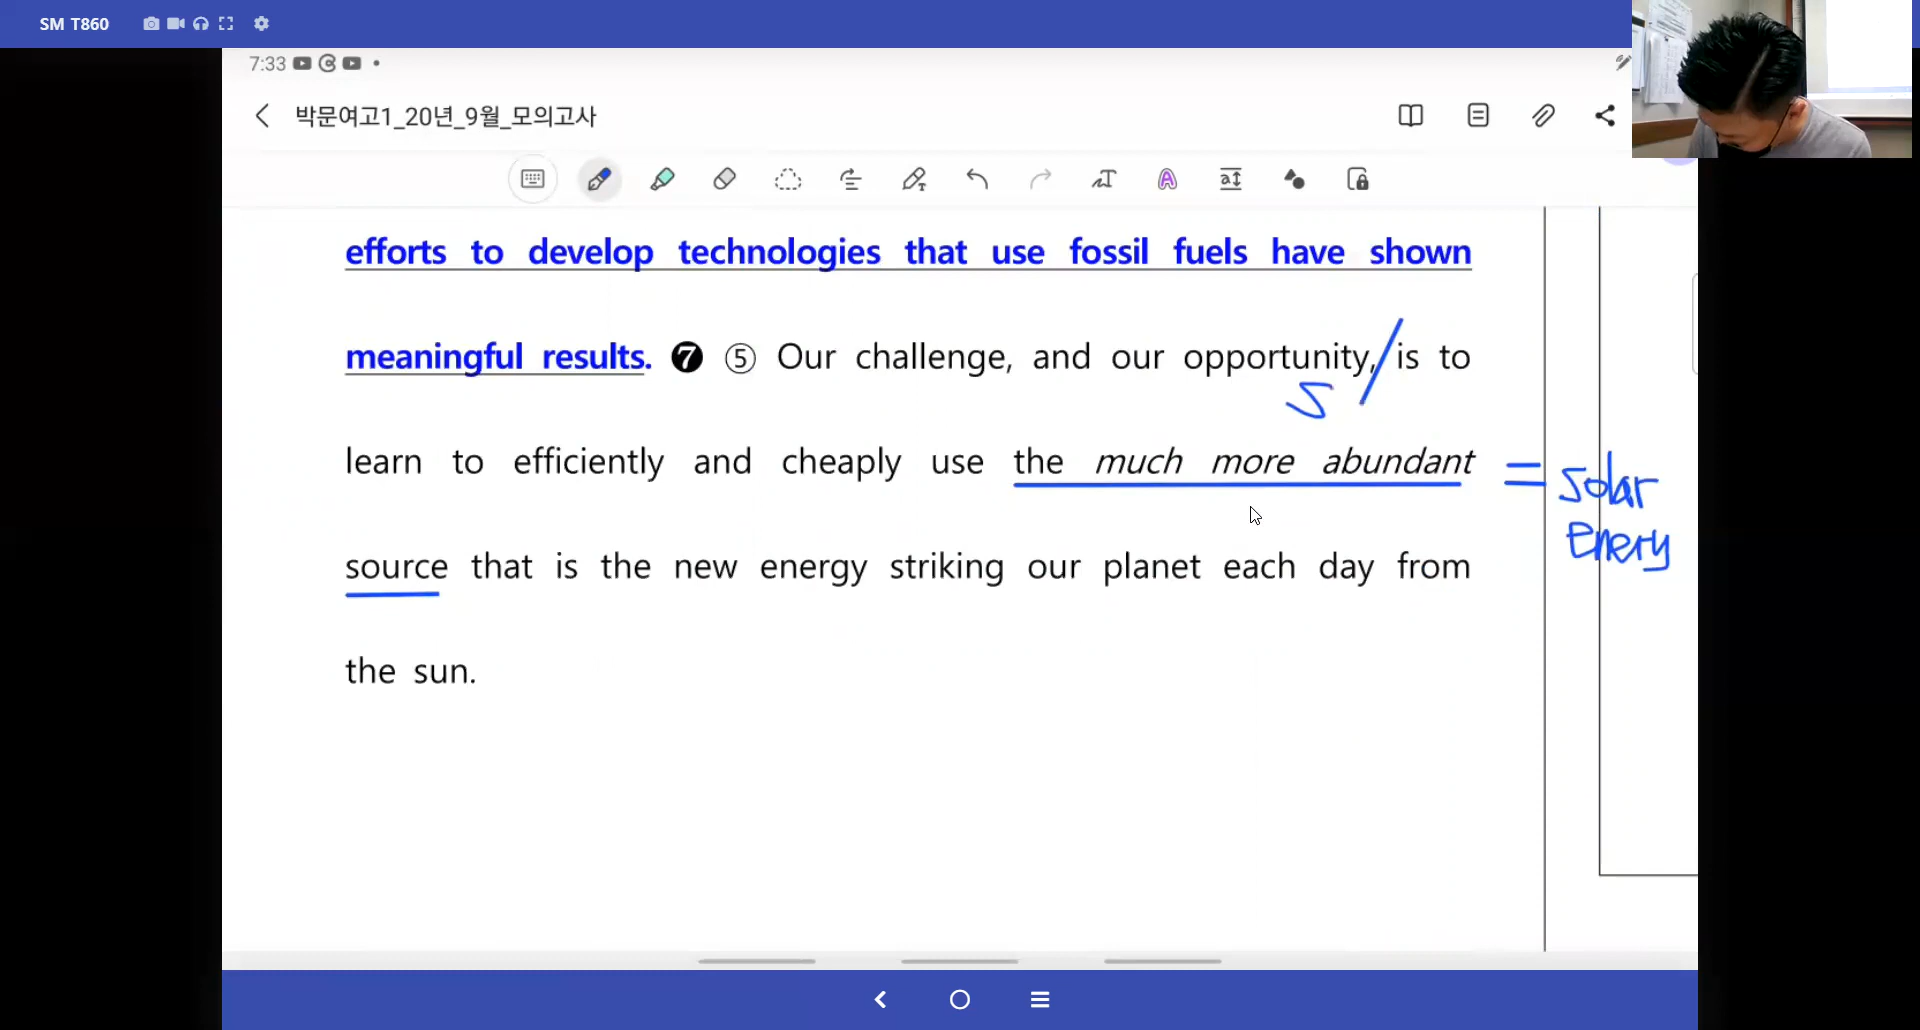 SM T860
7:33
박문여고1_20년_9월_모의고사
efforts to develop technologies that use fossil fuels have shown
meaningful results. ❼ ⑤ Our challenge, and our opportunity, / is to
S
learn to efficiently and cheaply use the much more abundant = Solar
Enery
source that is the new energy striking our planet each day from
the sun.